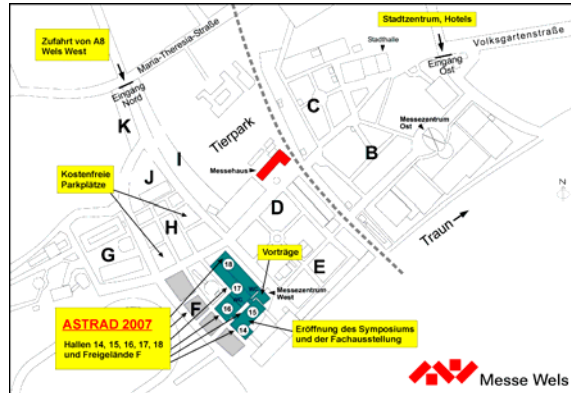 Stadtzentrum, Hotels
Zufahrt von A8
Wels West
Maria-Theresia-Straße
Volksgartenstraße
Stadthalle
Eingang
Ost
Eingang
Nord
K
C
Tierpark
Messezentrum
Ost
I
B
Messehaus
Kostenfreie
Parkplätze
J
D
N
H
Traun
G
Vorträge
E
18
17
Messezentrum
West
F
16
15
14
ASTRAD 2007
Hallen 14, 15, 16, 17, 18
und Freigelände F
Eröffnung des Symposiums
und der Fachausstellung
Messe Wels